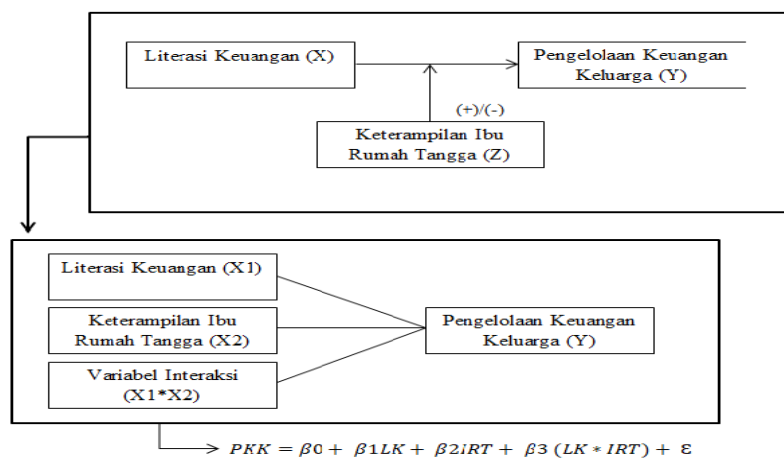 Literasi Keuangan (X)
Pengelolaan Keuangan
Keluarga (Y)
(+)/(-)
Keterampilan Ibu
Rumah Tangga (Z)
Literasi Keuangan (X1)
Keterampilan Ibu
Rumah Tangga (X2)
Variabel Interaksi
(X1*X2)
Pengelolaan Keuangan
Keluarga (Y)
PKK = β0 + β1LK + β2iRT + β3 (LK * IRT) + Ɛ